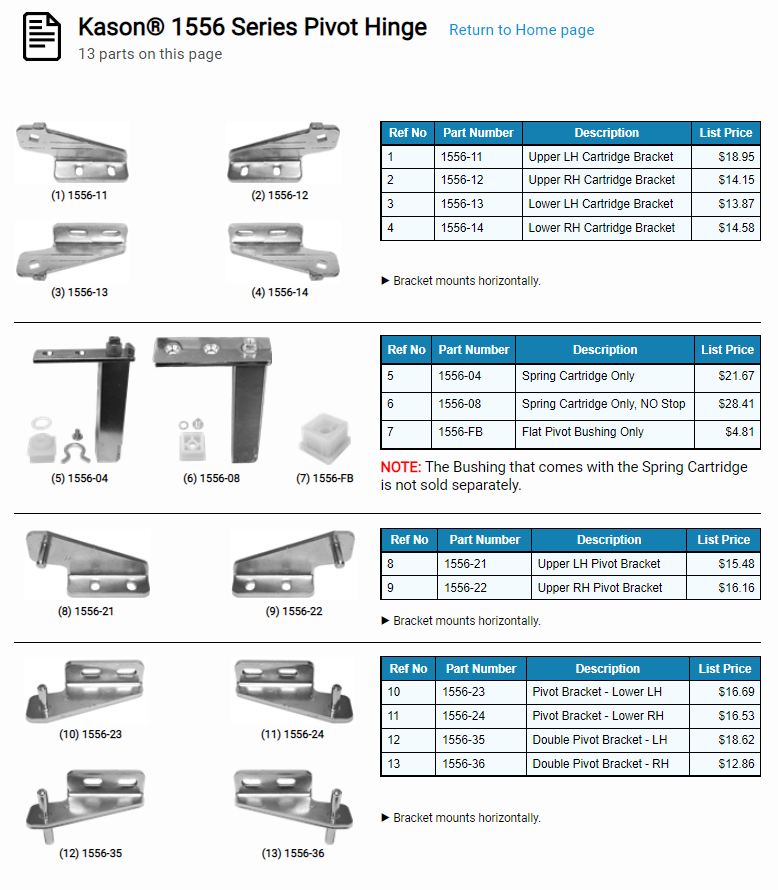 Kason® 1556 Series Pivot Hinge Return to Home page
13 parts on this page
(1) 1556-11 (2) 1556-12
(3) 1556-13 (4) 1556-14
Ref No Part Number Description List Price
1 1556-11 Upper LH Cartridge Bracket $18.95
2 1556-12 Upper RH Cartridge Bracket $14.15
3 1556-13 Lower LH Cartridge Bracket $13.87
4 1556-14 Lower RH Cartridge Bracket $14.58
► Bracket mounts horizontally.
(5) 1556-04 (6) 1556-08 (7) 1556-FB
Ref No Part Number Description List Price
5 1556-04 Spring Cartridge Only $21.67
6 1556-08 Spring Cartridge Only, NO Stop $28.41
7 1556-FB Flat Pivot Bushing Only $4.81
NOTE: The Bushing that comes with the Spring Cartridge
is not sold separately.
(8) 1556-21 (9) 1556-22
Ref No Part Number Description List Price
8 1556-21 Upper LH Pivot Bracket $15.48
9 1556-22 Upper RH Pivot Bracket $16.16
► Bracket mounts horizontally.
(10) 1556-23 (11) 1556-24
(12) 1556-35 (13) 1556-36
Ref No Part Number Description List Price
10 1556-23 Pivot Bracket - Lower LH $16.69
11 1556-24 Pivot Bracket - Lower RH $16.53
12 1556-35 Double Pivot Bracket - LH $18.62
13 1556-36 Double Pivot Bracket - RH $12.86
► Bracket mounts horizontally.